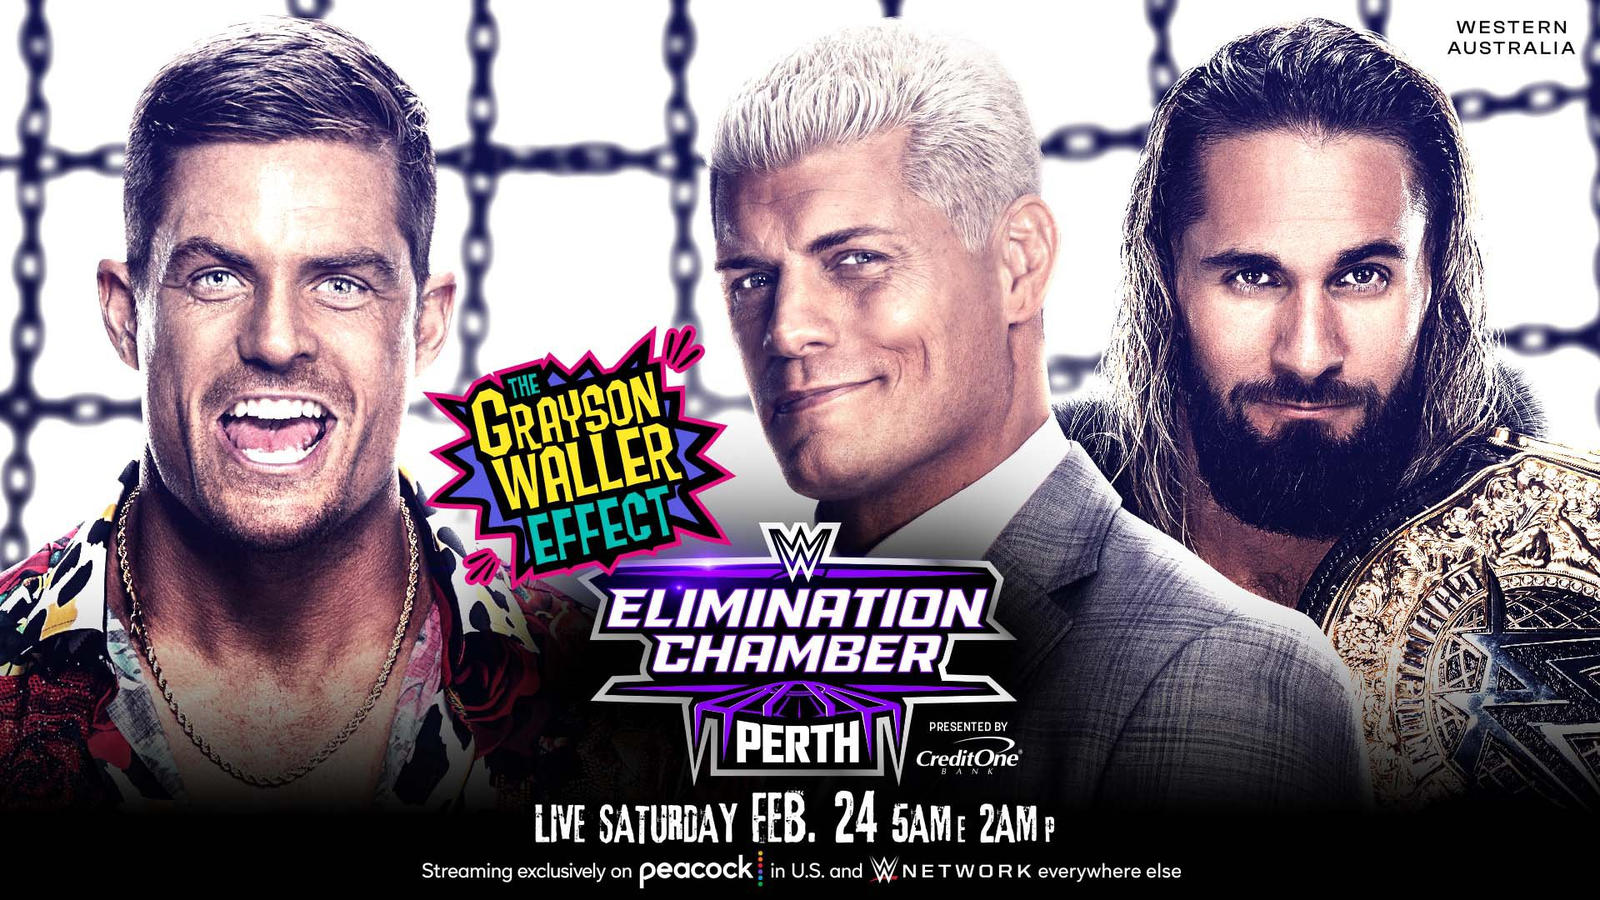 WESTERN
AUSTRALIA
THE
GRAYSON
WALLER
EFFECT
W
ELIMINATION
CHAMBER
PERTH
PRESENTED BY
CreditOne®
BANK
LIVE SATURDAY FEB. 24 5AM E 2AM P
Streaming exclusively on peacock in U.S. and W NETWORK everywhere else